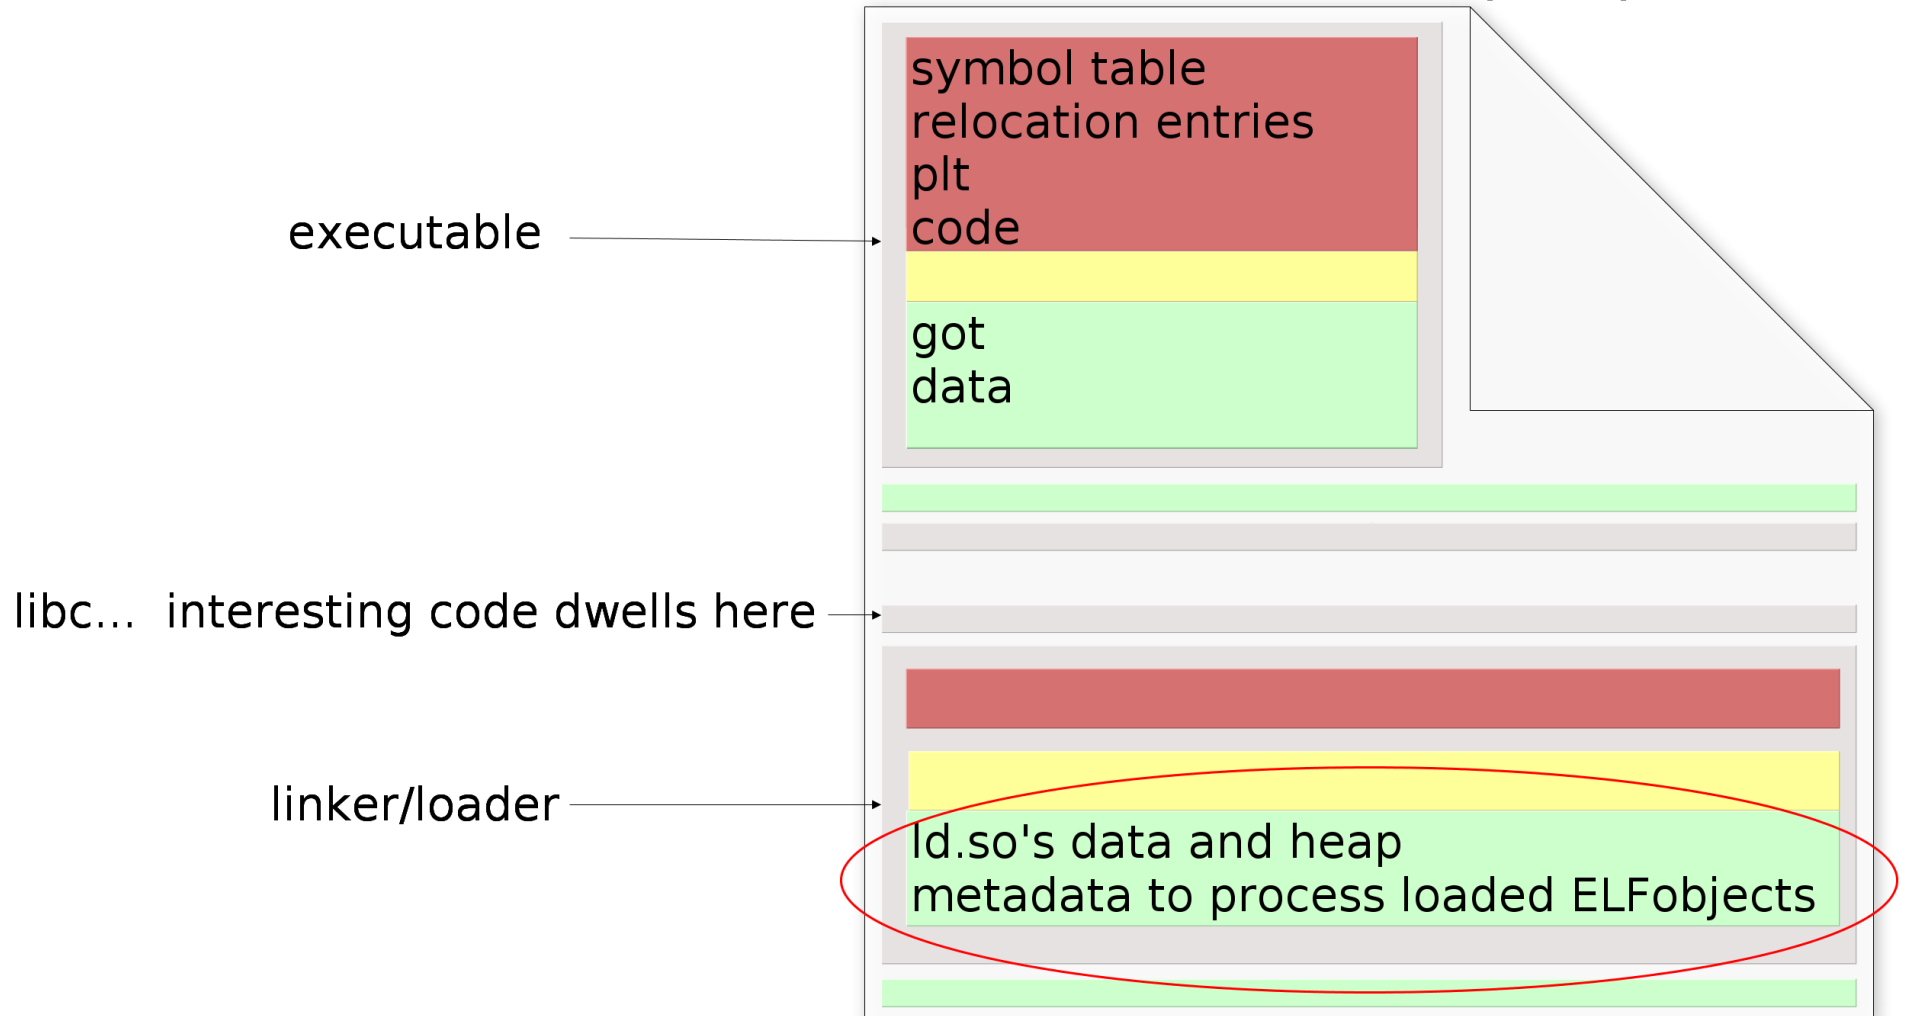 symbol table
relocation entries
plt
code
executable
got
data
libc... interesting code dwells here
linker/loader
ld.so's data and heap
metadata to process loaded ELFobjects